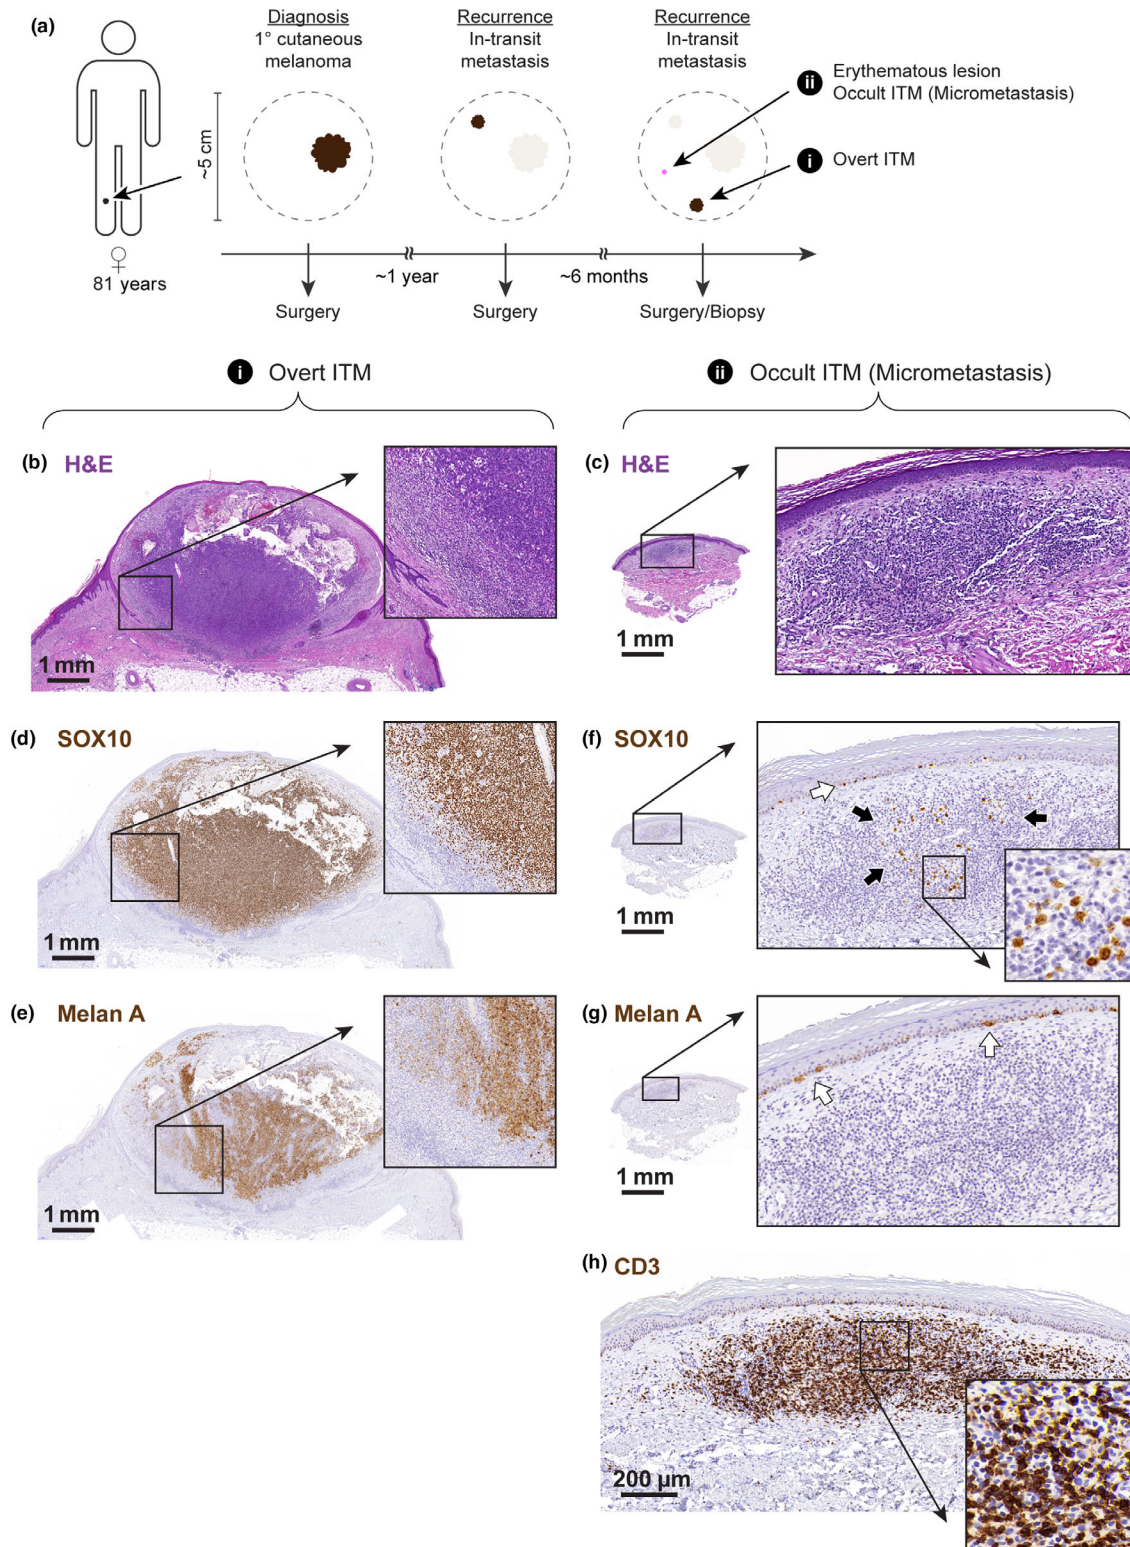 (a)
Diagnosis
1° cutaneous
melanoma
Recurrence
In-transit
metastasis
Recurrence
In-transit
metastasis
ii Erythematous lesion
Occult ITM (Micrometastasis)
i Overt ITM
~5 cm
♀
81 years
~1 year
~6 months
Surgery
Surgery
Surgery/Biopsy
i Overt ITM
ii Occult ITM (Micrometastasis)
(b) H&E
1 mm
(c) H&E
1 mm
(d) SOX10
1 mm
(f) SOX10
1 mm
(e) Melan A
1 mm
(g) Melan A
1 mm
(h) CD3
200 µm